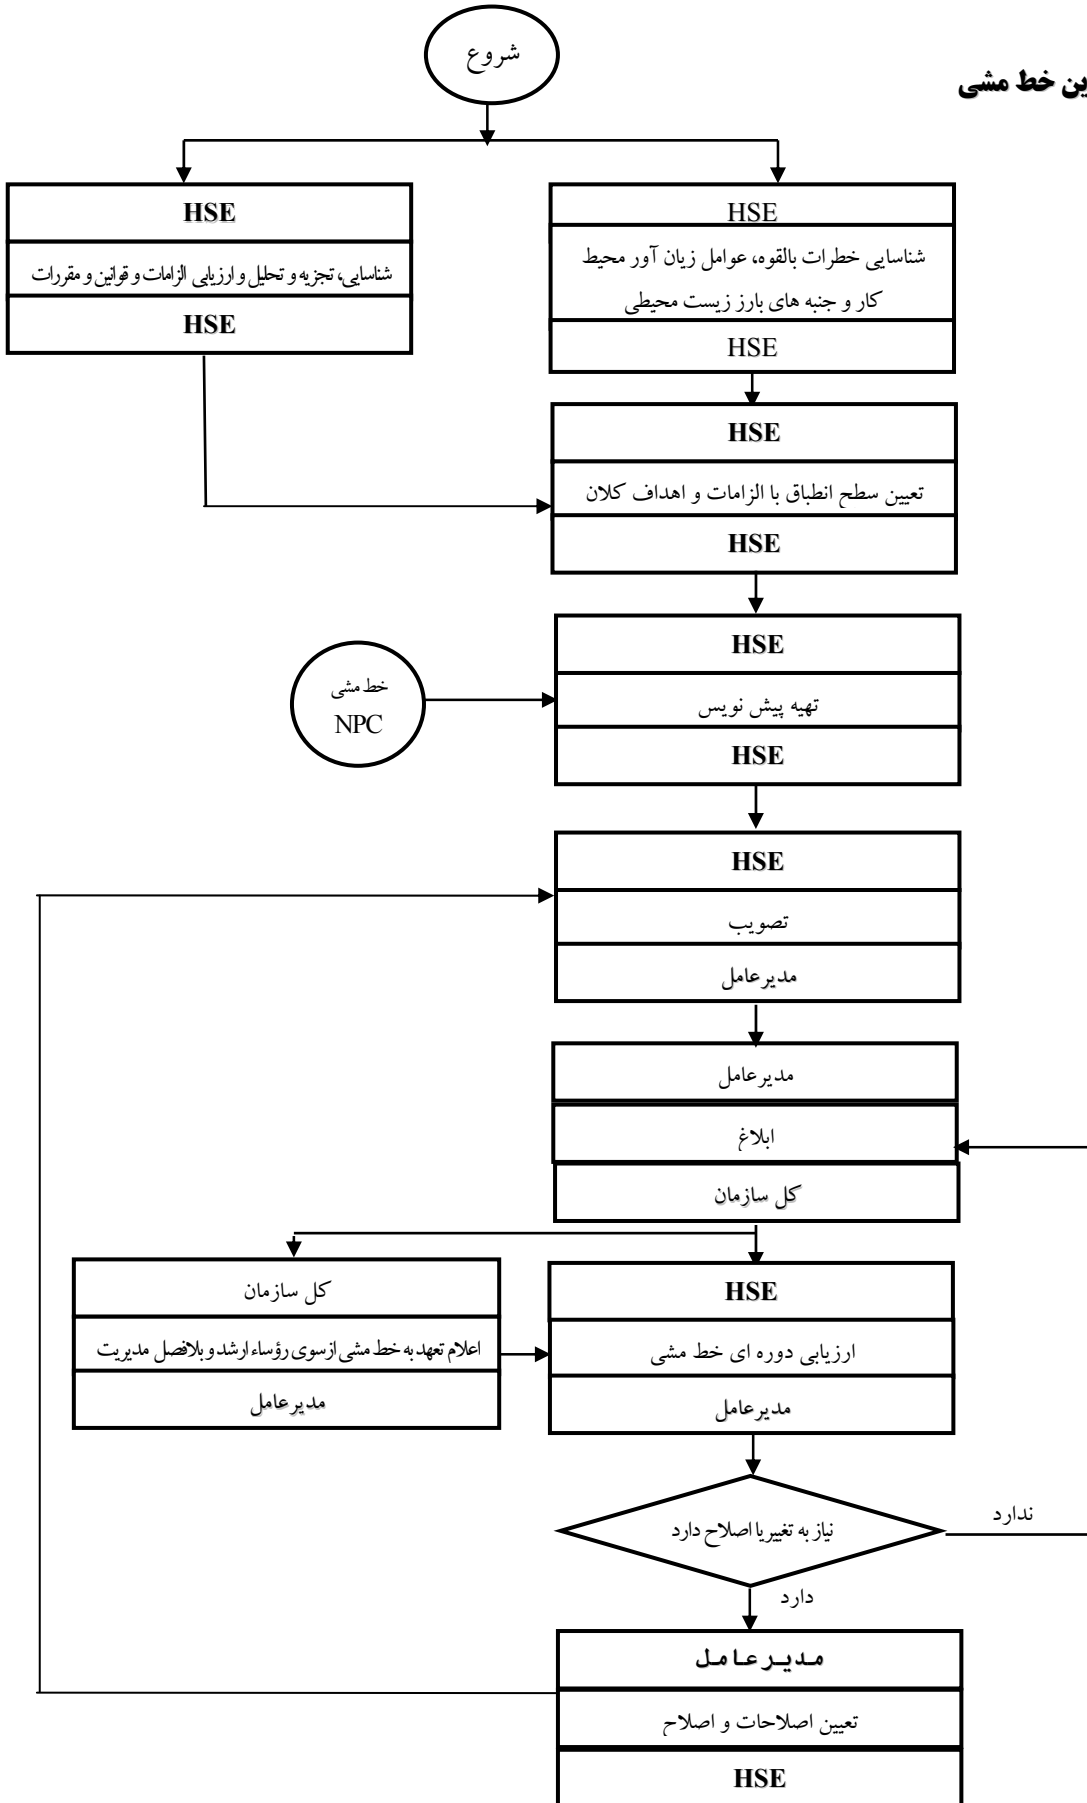 شروع
ین خط مشی
HSE
شناسایی خطرات بالقوه، عوامل زیان آور محیط
کار و جنبه های بارز زیست محیطی
HSE
HSE
شناسایی، تجزیه و تحلیل و ارزیابی الزامات و قوانین و مقررات
HSE
HSE
تعیین سطح انطباق با الزامات و اهداف کلان
HSE
HSE
تهیه پیش نویس
HSE
خط مشی
NPC
HSE
تصویب
مدیرعامل
مدیرعامل
ابلاغ
کل سازمان
HSE
ارزیابی دوره ای خط مشی
مدیرعامل
کل سازمان
اعلام تعهد به خط مشی از سوی رؤساء ارشد و بلافصل مدیریت
مدیرعامل
نیاز به تغییر یا اصلاح دارد
ندارد
دارد
مدیرعامل
تعیین اصلاحات و اصلاح
HSE